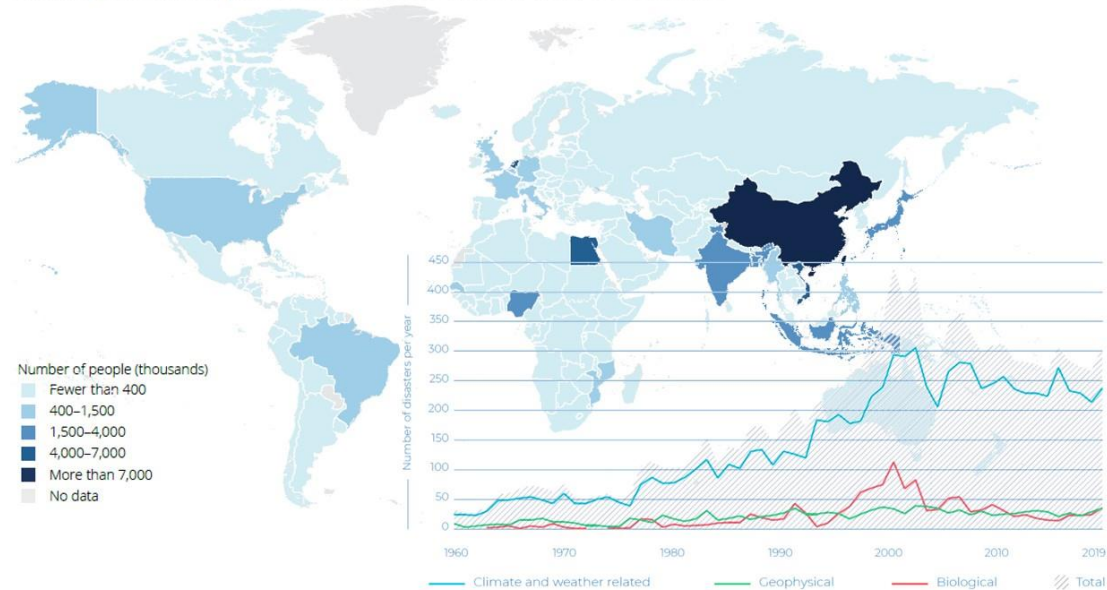 Number of people (thousands)
Fewer than 400
400–1,500
1,500–4,000
4,000–7,000
More than 7,000
No data
Number of disasters per year
450
400
350
300
250
200
150
100
50
0
1960 1970 1980 1990 2000 2010 2019
Climate and weather related Geophysical Biological Total